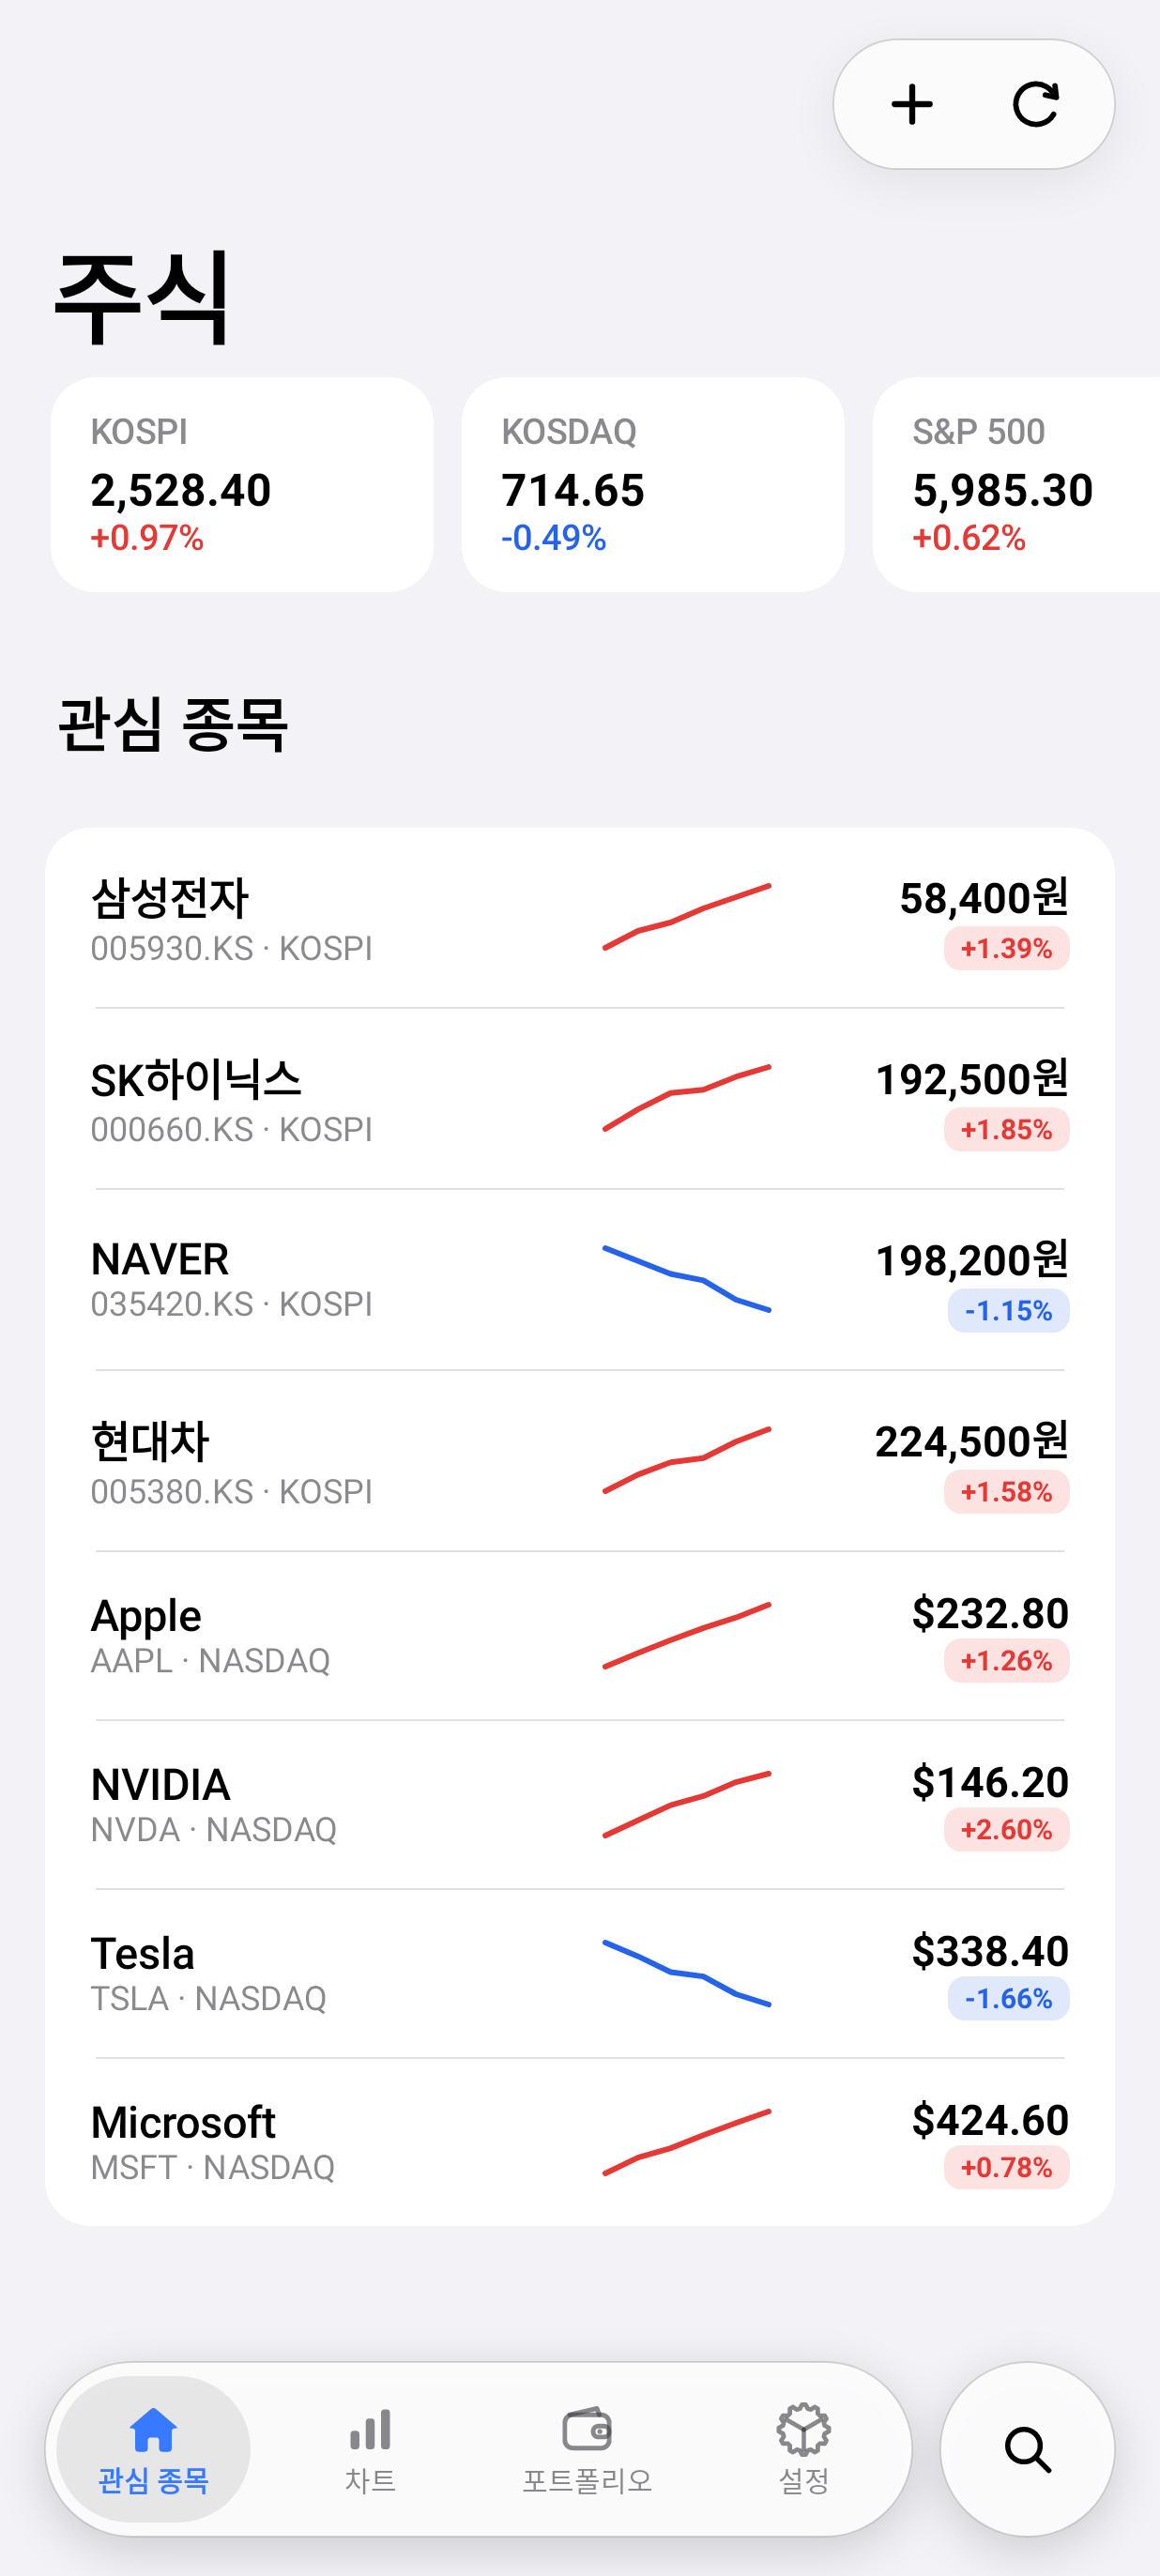 주식
KOSPI
2,528.40
+0.97%
KOSDAQ
714.65
-0.49%
S&P 500
5,985.30
+0.62%
관심 종목
삼성전자
005930.KS · KOSPI
58,400원
+1.39%
SK하이닉스
000660.KS · KOSPI
192,500원
+1.85%
NAVER
035420.KS · KOSPI
198,200원
-1.15%
현대차
005380.KS · KOSPI
224,500원
+1.58%
Apple
AAPL · NASDAQ
$232.80
+1.26%
NVIDIA
NVDA · NASDAQ
$146.20
+2.60%
Tesla
TSLA · NASDAQ
$338.40
-1.66%
Microsoft
MSFT · NASDAQ
$424.60
+0.78%
관심 종목
차트
포트폴리오
설정